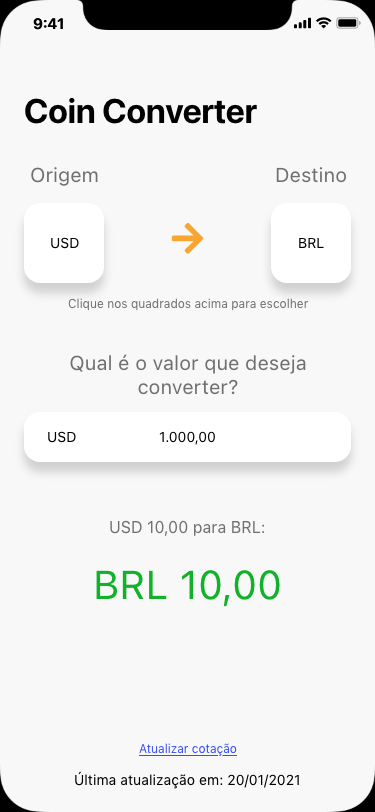 9:41
Coin Converter
Origem
Destino
USD
BRL
Clique nos quadrados acima para escolher
Qual é o valor que deseja
converter?
USD 1.000,00
USD 10,00 para BRL:
BRL 10,00
Atualizar cotação
Última atualização em: 20/01/2021